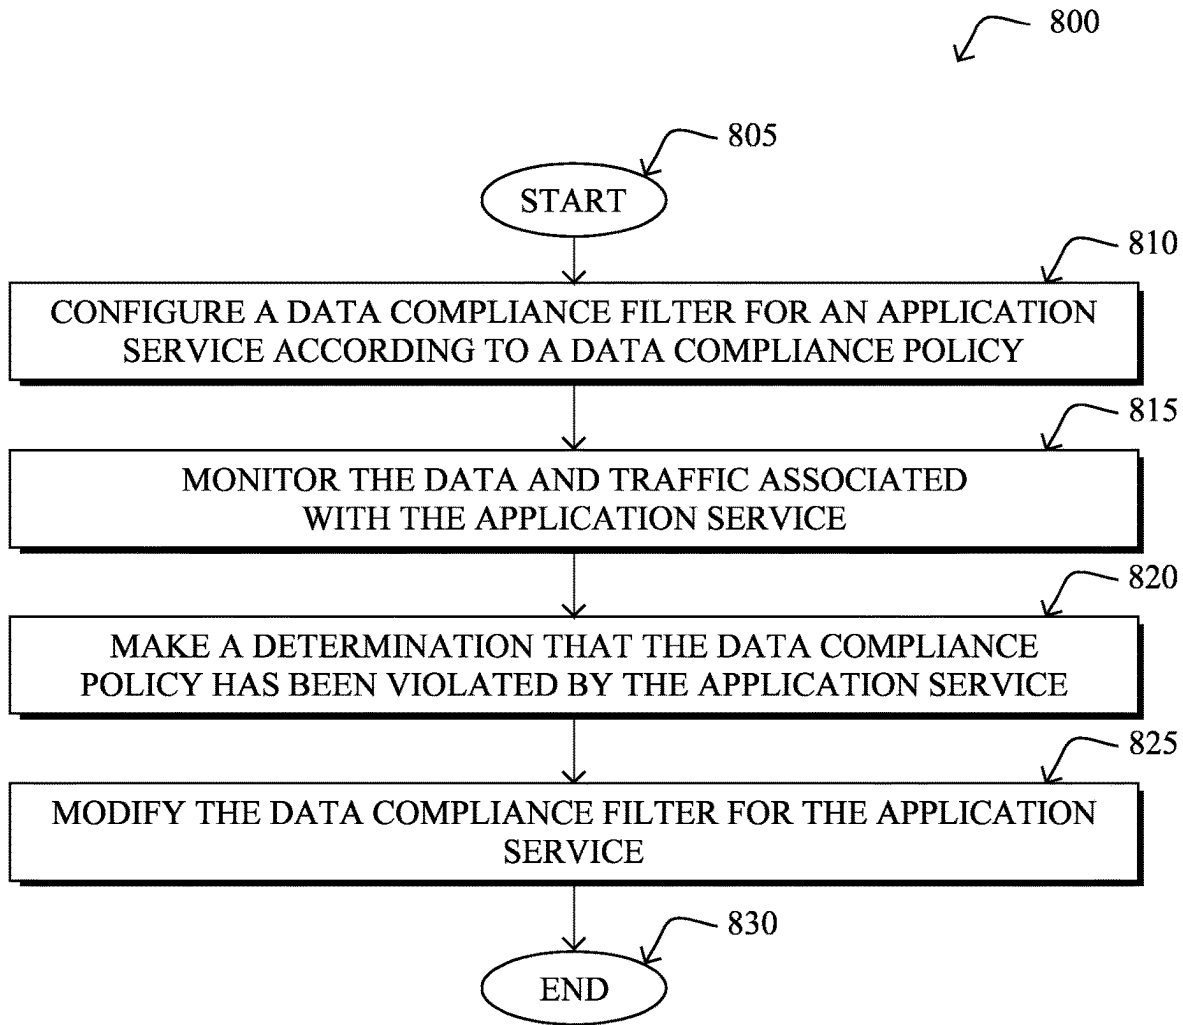 800
805
START
810
CONFIGURE A DATA COMPLIANCE FILTER FOR AN APPLICATION
SERVICE ACCORDING TO A DATA COMPLIANCE POLICY
815
MONITOR THE DATA AND TRAFFIC ASSOCIATED
WITH THE APPLICATION SERVICE
820
MAKE A DETERMINATION THAT THE DATA COMPLIANCE
POLICY HAS BEEN VIOLATED BY THE APPLICATION SERVICE
825
MODIFY THE DATA COMPLIANCE FILTER FOR THE APPLICATION
SERVICE
830
END